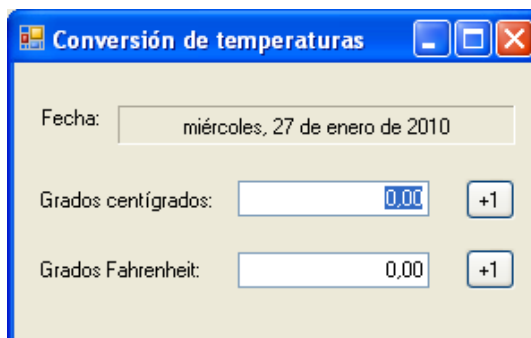 Conversión de temperaturas
Fecha: miércoles, 27 de enero de 2010
Grados centígrados: 0,00 +1
Grados Fahrenheit: 0,00 +1